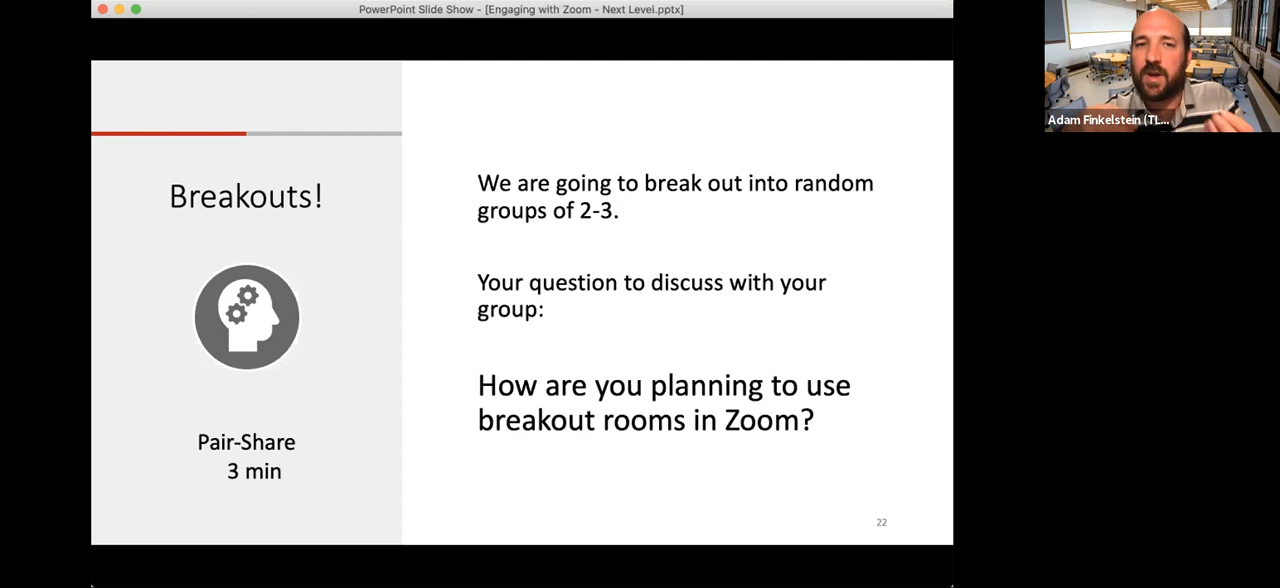 PowerPoint Slide Show - [Engaging with Zoom - Next Level.pptx]
Adam Finkelstein (TL...
Breakouts!
Pair-Share
3 min
We are going to break out into random
groups of 2-3.
Your question to discuss with your
group:
How are you planning to use
breakout rooms in Zoom?
22